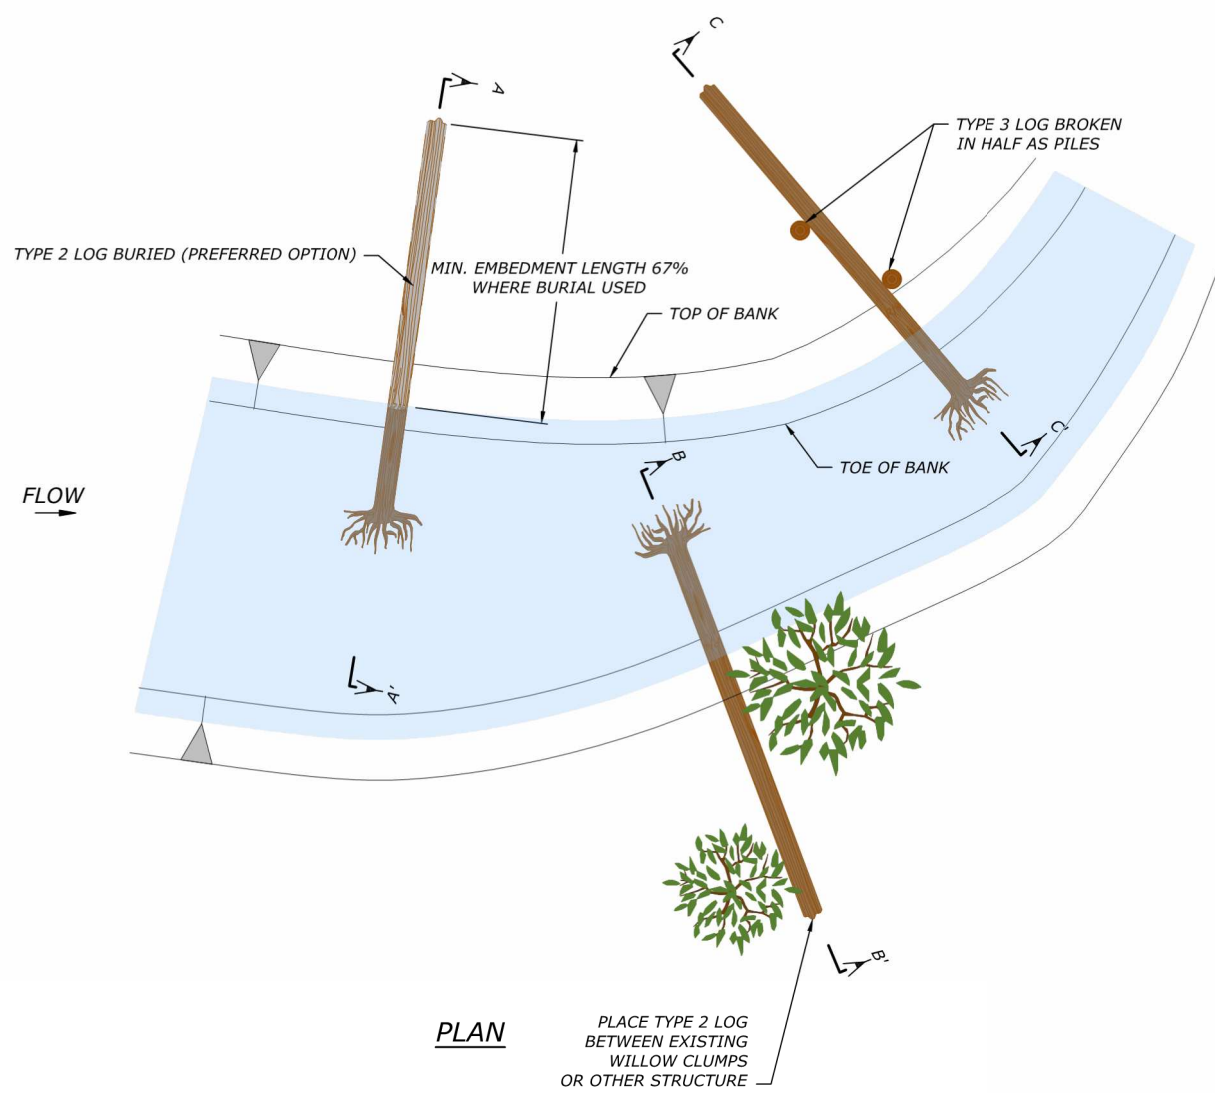 C
A
TYPE 3 LOG BROKEN
IN HALF AS PILES
TYPE 2 LOG BURIED (PREFERRED OPTION)
MIN. EMBEDMENT LENGTH 67%
WHERE BURIAL USED
TOP OF BANK
C'
B
TOE OF BANK
FLOW
A'
B'
PLAN
PLACE TYPE 2 LOG
BETWEEN EXISTING
WILLOW CLUMPS
OR OTHER STRUCTURE